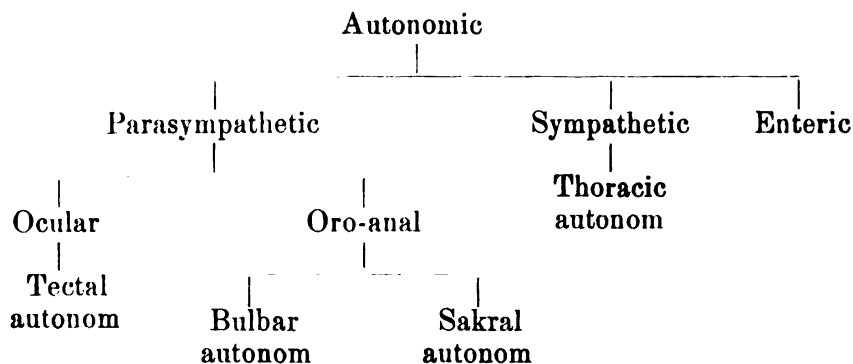 Autonomic
Parasympathetic Sympathetic Enteric
Thoracic
autonom
Ocular Oro-anal
Tectal
autonom
Bulbar Sakral
autonom autonom